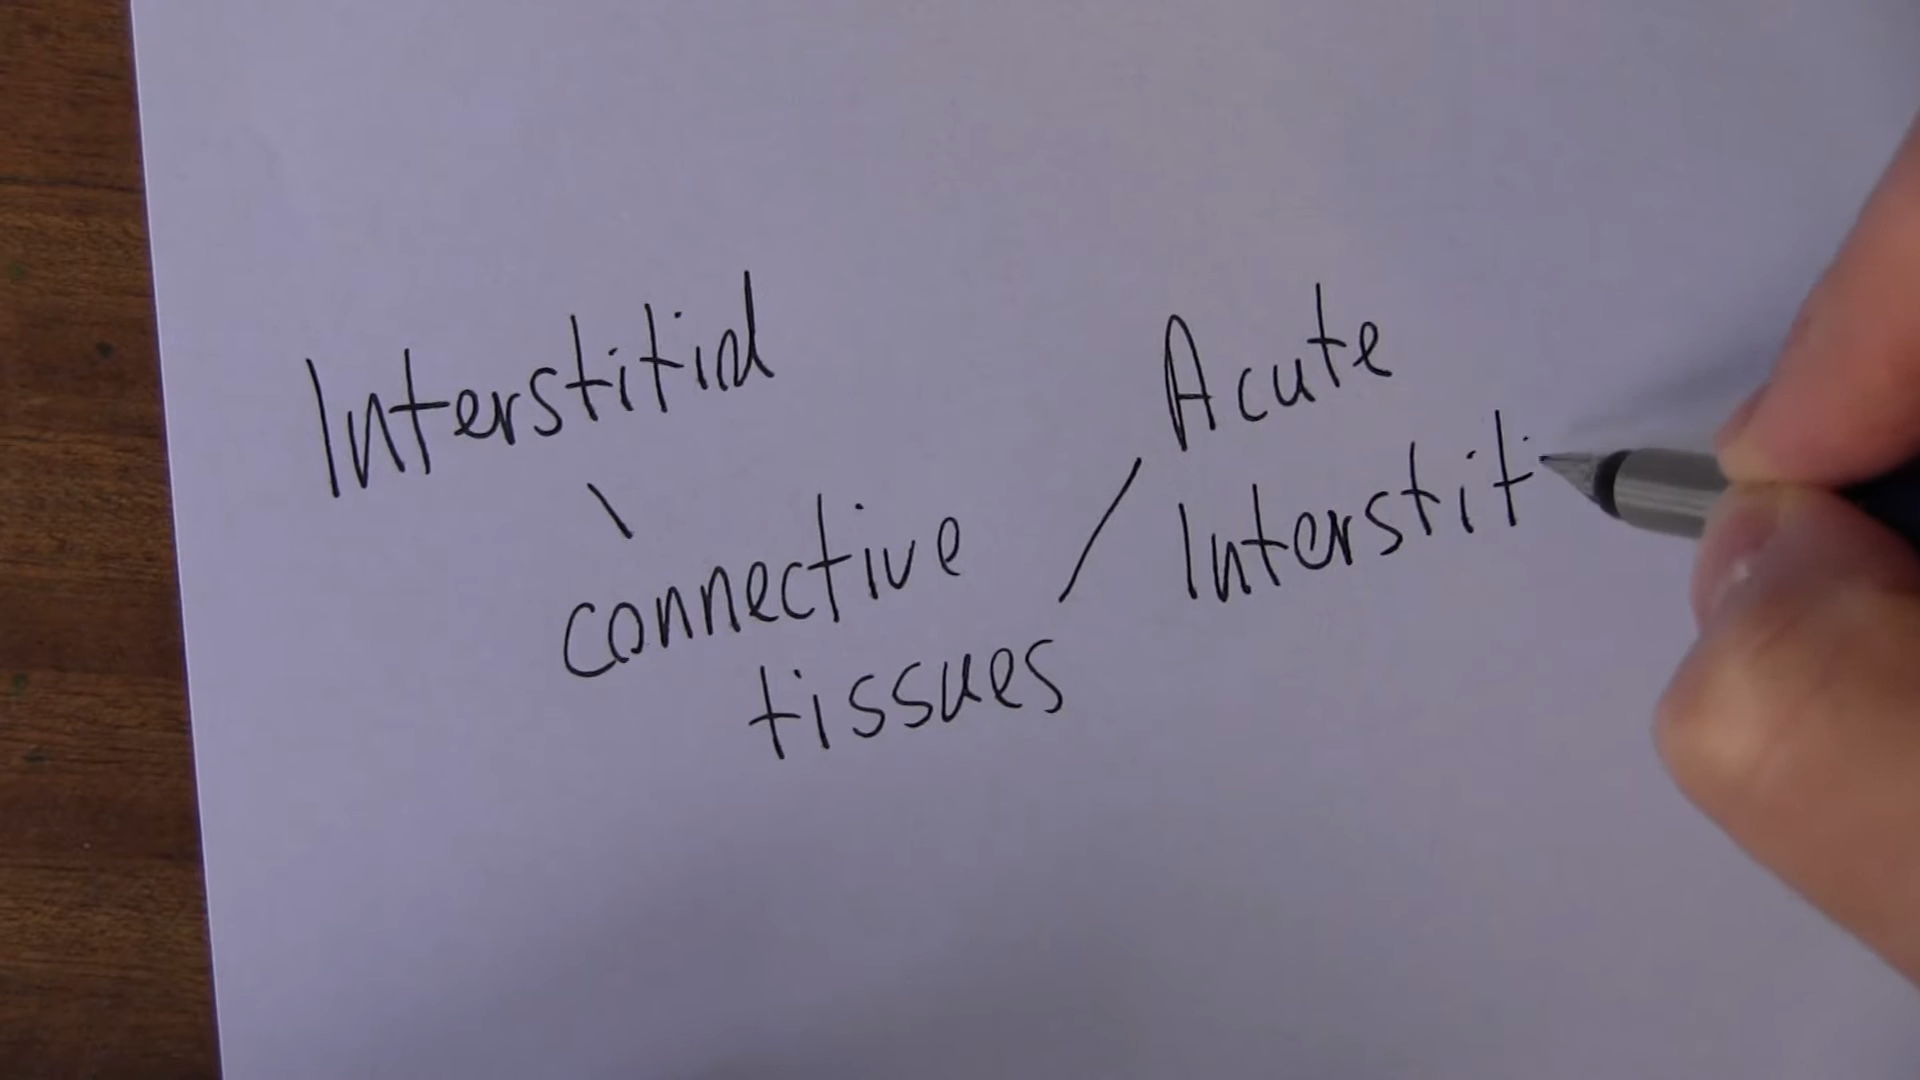 Interstitial
connective
tissues
Acute
Interstiti